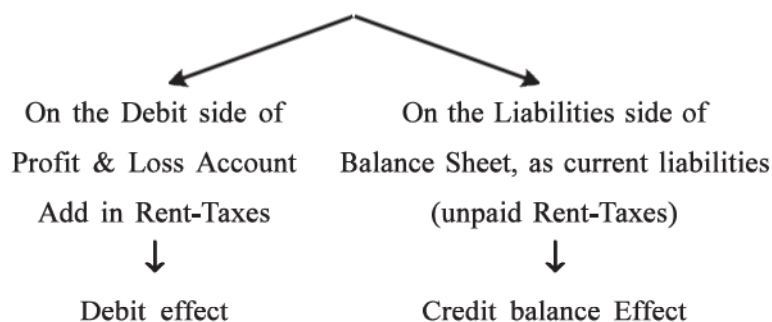 On the Debit side of
Profit & Loss Account
Add in Rent-Taxes
Debit effect
On the Liabilities side of
Balance Sheet, as current liabilities
(unpaid Rent-Taxes)
Credit balance Effect